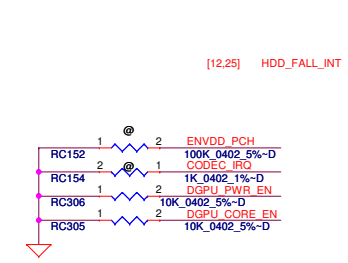 [12,25] HDD_FALL_INT
@
1 2 ENVDD_PCH
RC152 100K_0402_5%~D
2 @ 1 CODEC_IRQ
RC154 1K_0402_1%~D
1 2 DGPU_PWR_EN
RC306 10K_0402_5%~D
1 2 DGPU_CORE_EN
RC305 10K_0402_5%~D